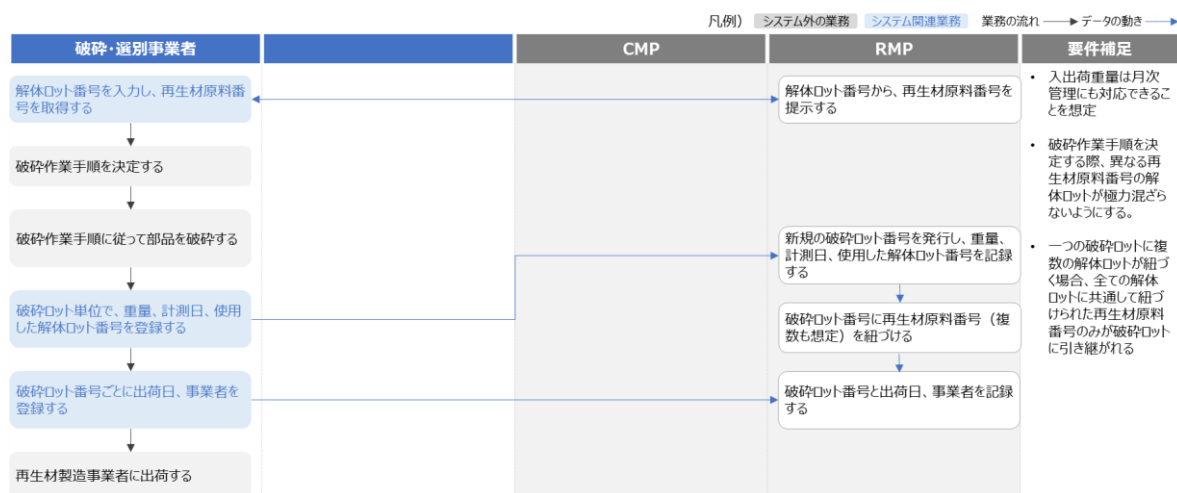 凡例） システム外の業務 システム関連業務 業務の流れ データの動き
破砕・選別事業者 CMP RMP 要件補足
解体ロット番号を入力し、再生材原料番
号を取得する
破砕作業手順を決定する
破砕作業手順に従って部品を破砕する
破砕ロット単位で、重量、計測日、使用
した解体ロット番号を登録する
破砕ロット番号ごとに出荷日、事業者を
登録する
再生材製造事業者に出荷する
解体ロット番号から、再生材原料番号を
提示する
新規の破砕ロット番号を発行し、重量、
計測日、使用した解体ロット番号を記録
する
破砕ロット番号に再生材原料番号（複
数も想定）を紐づける
破砕ロット番号と出荷日、事業者を記録
する
• 入出荷重量は月次
管理にも対応できるこ
とを想定
• 破砕作業手順を決
定する際、異なる再
生材原料番号の解
体ロットが極力混ざら
ないようにする。
• 一つの破砕ロットに複
数の解体ロットが紐づ
く場合、全ての解体
ロットに共通して紐づ
けられた再生材原料
番号のみが破砕ロット
に引き継がれる